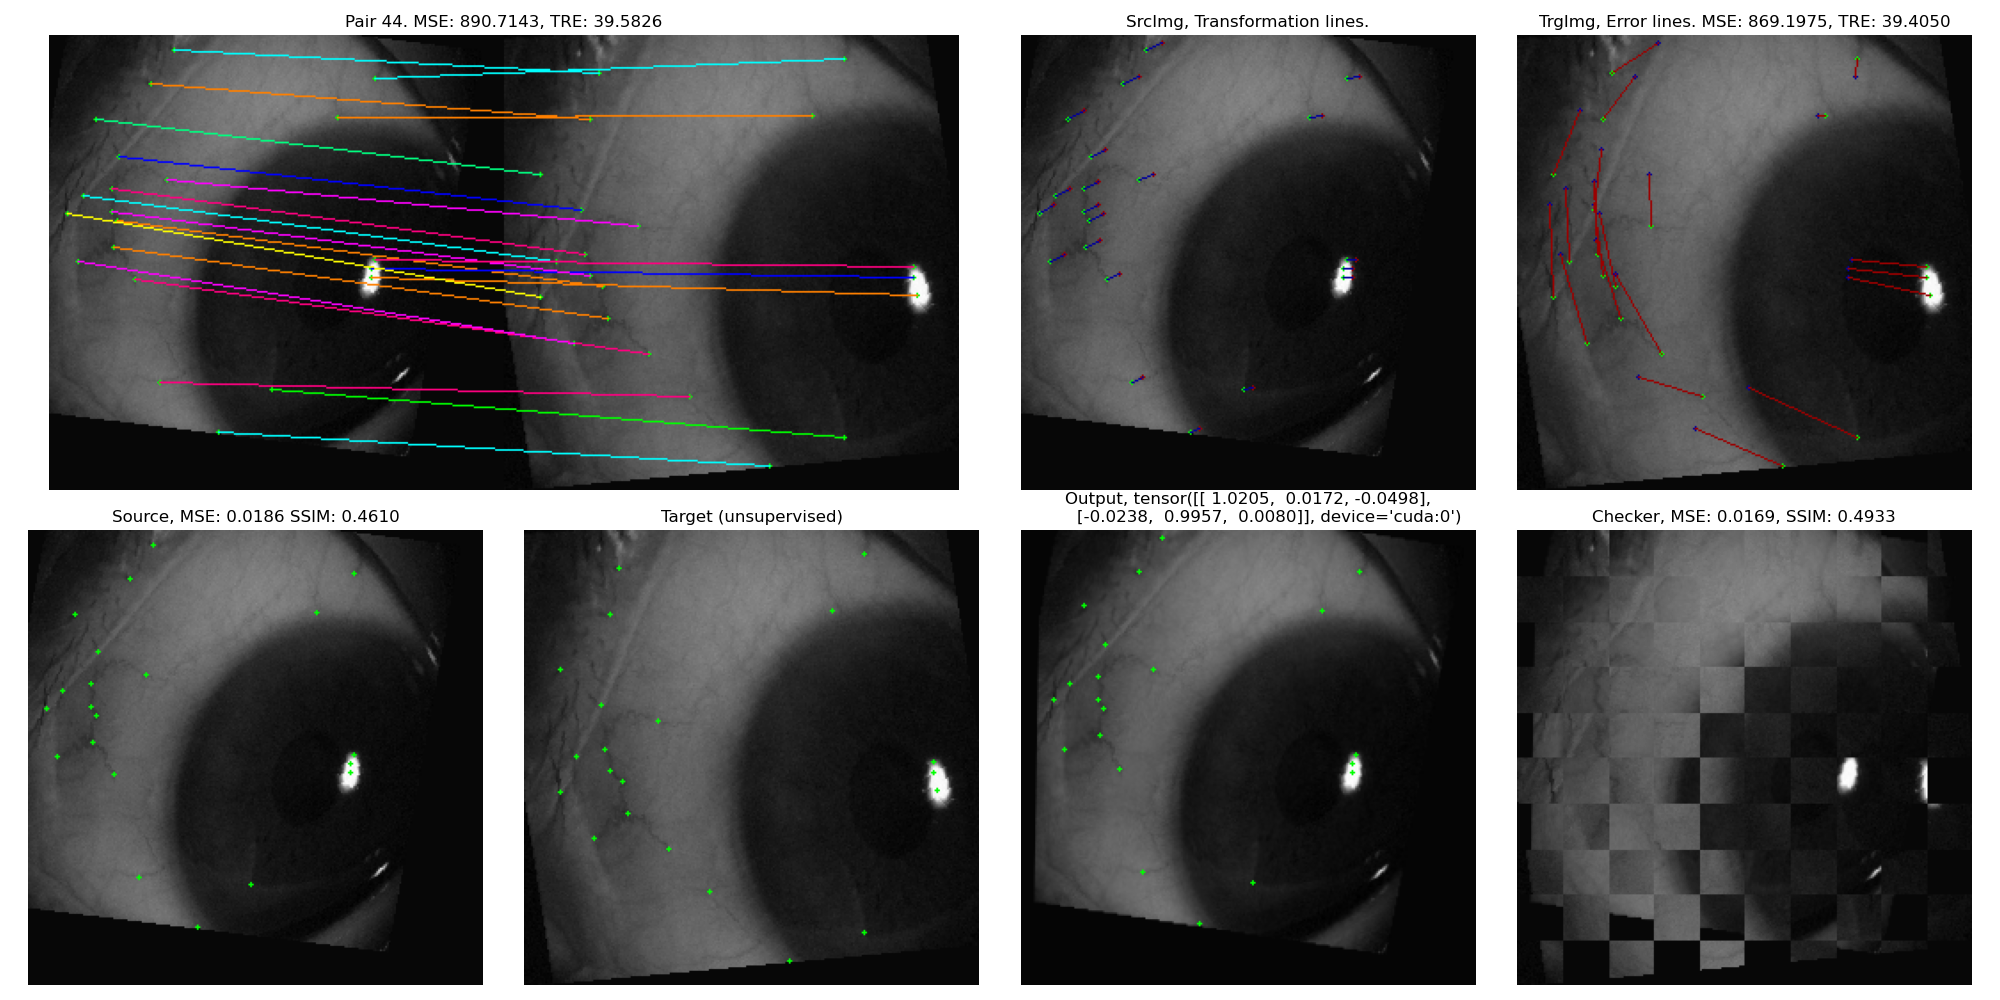 Pair 44. MSE: 890.7143, TRE: 39.5826
SrcImg, Transformation lines.
TrgImg, Error lines. MSE: 869.1975, TRE: 39.4050
Source, MSE: 0.0186 SSIM: 0.4610
Target (unsupervised)
Output, tensor([[ 1.0205,  0.0172, -0.0498],
[-0.0238,  0.9957,  0.0080]], device='cuda:0')
Checker, MSE: 0.0169, SSIM: 0.4933